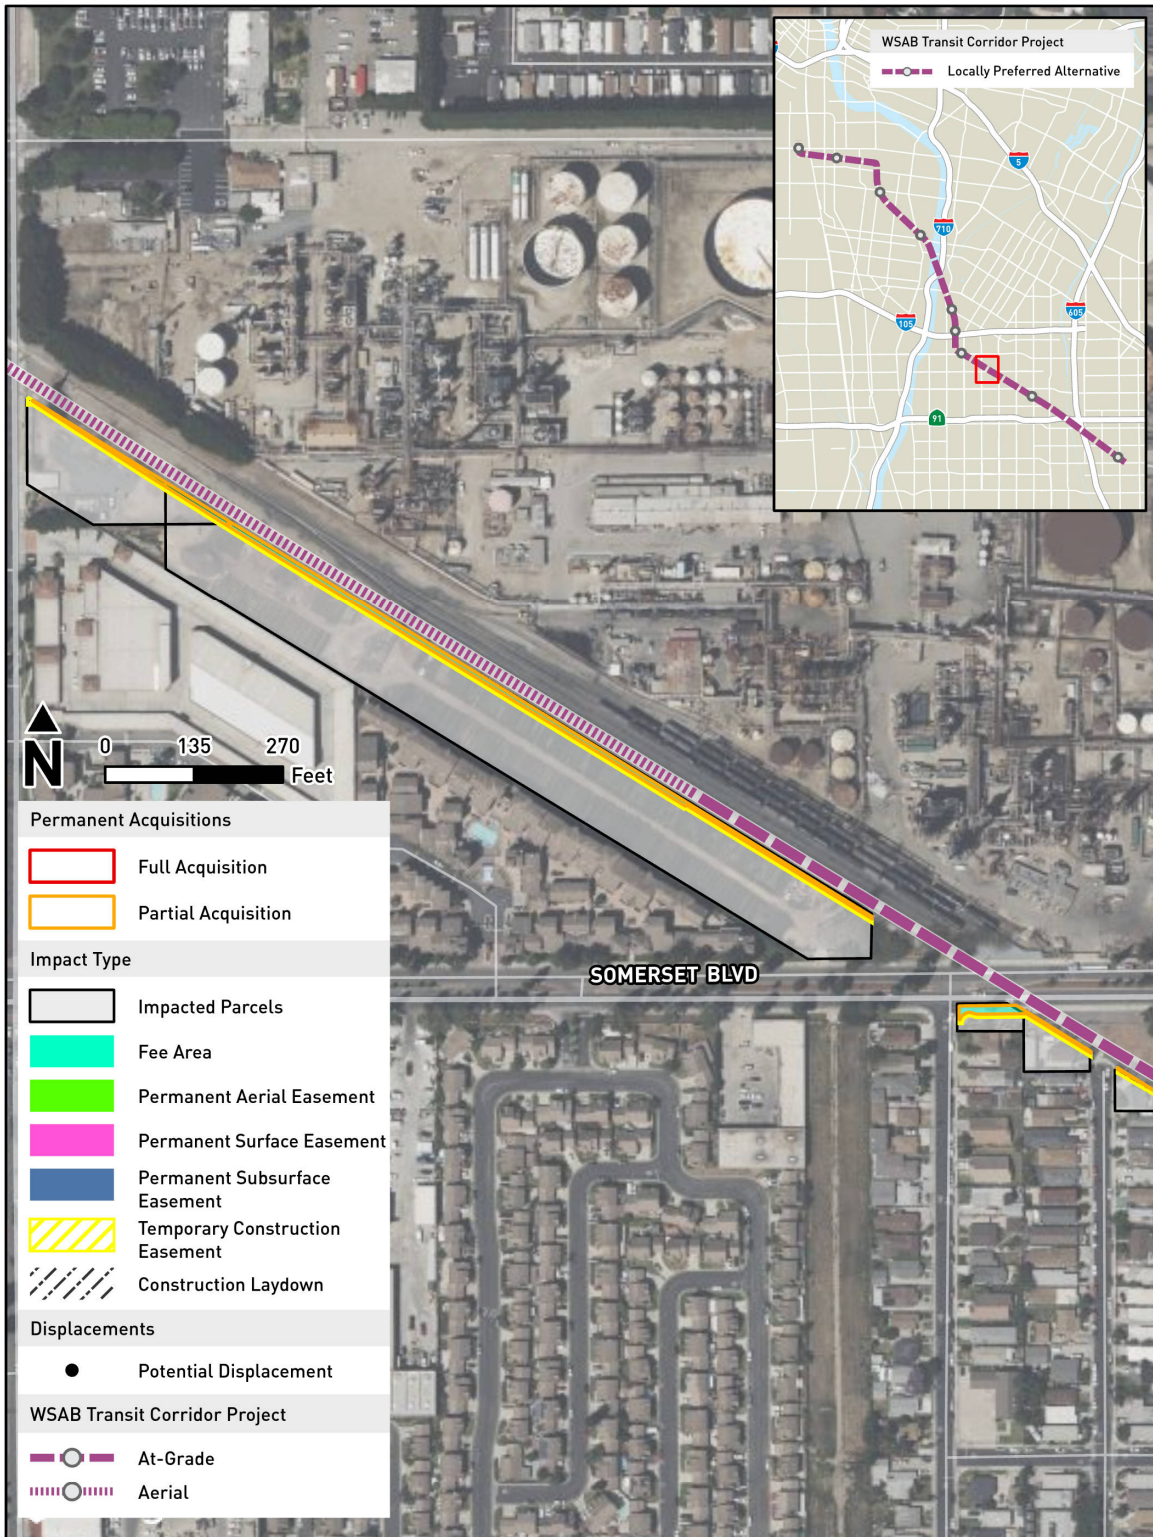 WSAB Transit Corridor Project
Locally Preferred Alternative
5
710
105
605
91
N
0 135 270
Feet
SOMERSET BLVD
Permanent Acquisitions
Full Acquisition
Partial Acquisition
Impact Type
Impacted Parcels
Fee Area
Permanent Aerial Easement
Permanent Surface Easement
Permanent Subsurface
Easement
Temporary Construction
Easement
Construction Laydown
Displacements
Potential Displacement
WSAB Transit Corridor Project
At-Grade
Aerial